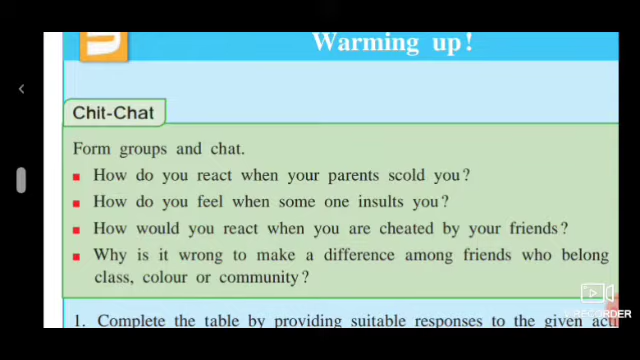 Warming up!
Chit-Chat
Form groups and chat.
How do you react when your parents scold you?
How do you feel when some one insults you?
How would you react when you are cheated by your friends?
Why is it wrong to make a difference among friends who belong
class, colour or community?
RECORDER
1. Complete the table by providing suitable responses to the given